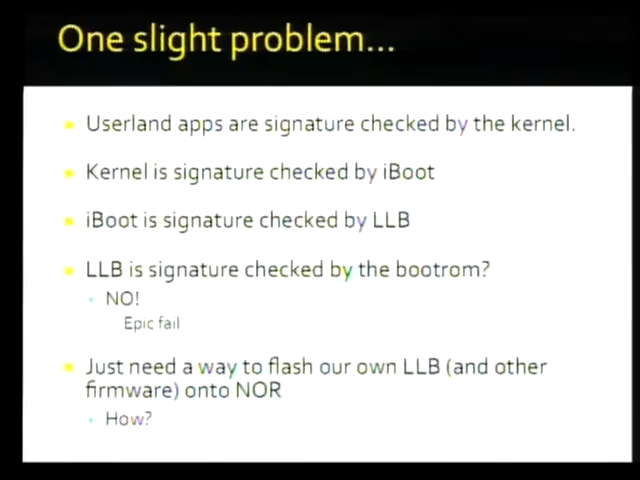 One slight problem...
Userland apps are signature checked by the kernel.
Kernel is signature checked by iBoot
iBoot is signature checked by LLB
LLB is signature checked by the bootrom?
NO!
Epic fail
Just need a way to flash our own LLB (and other
firmware) onto NOR
How?